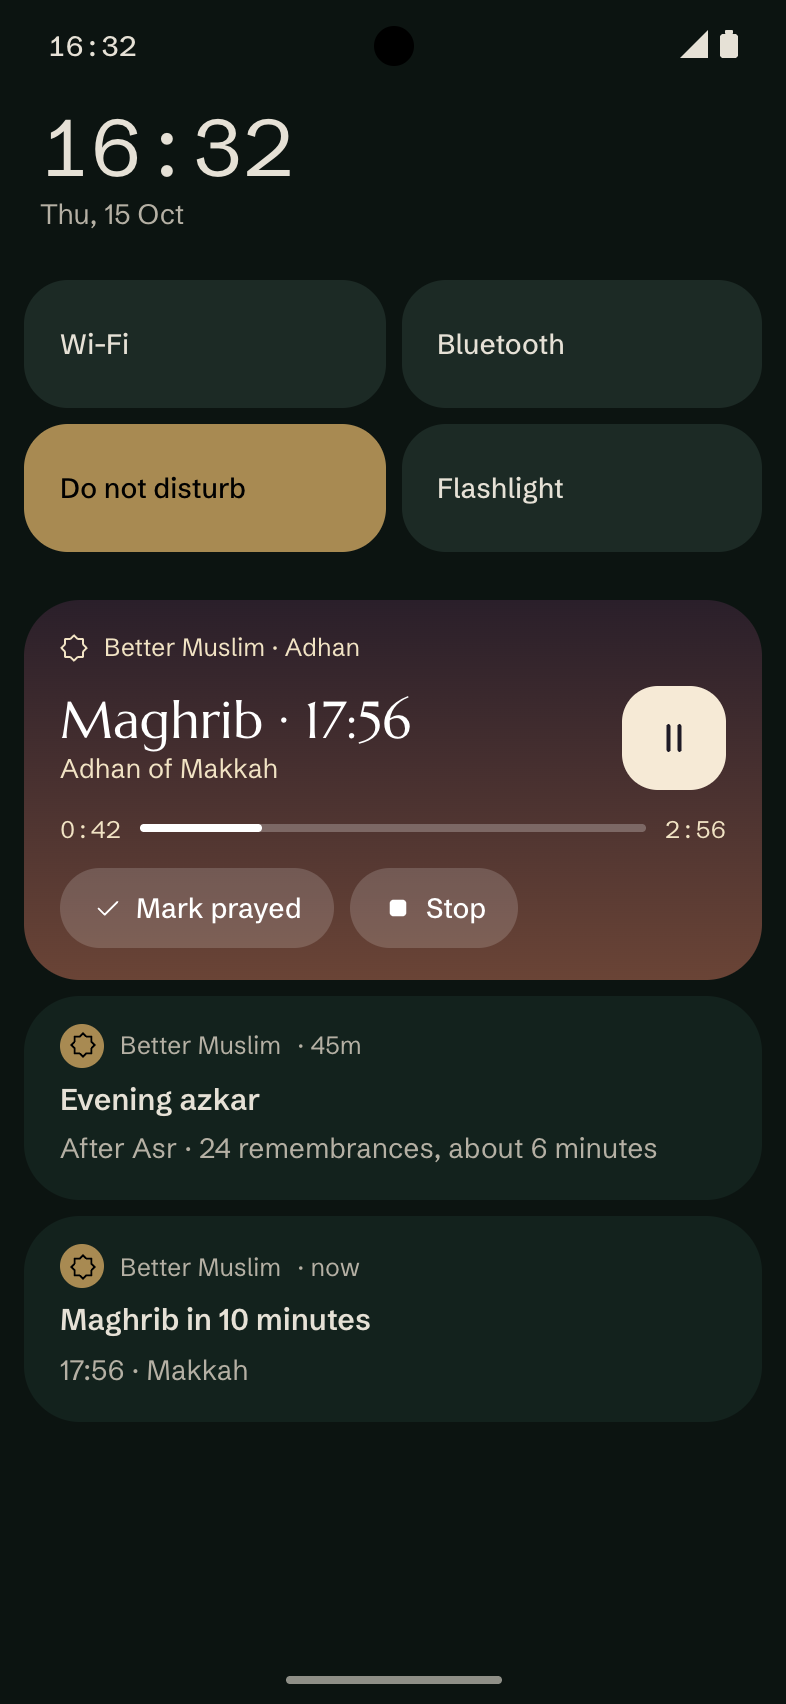 16:32
16:32
Thu, 15 Oct
Wi-Fi
Bluetooth
Do not disturb
Flashlight
Better Muslim · Adhan
Maghrib · 17:56
Adhan of Makkah
0:42
2:56
Mark prayed
Stop
Better Muslim · 45m
Evening azkar
After Asr · 24 remembrances, about 6 minutes
Better Muslim · now
Maghrib in 10 minutes
17:56 · Makkah